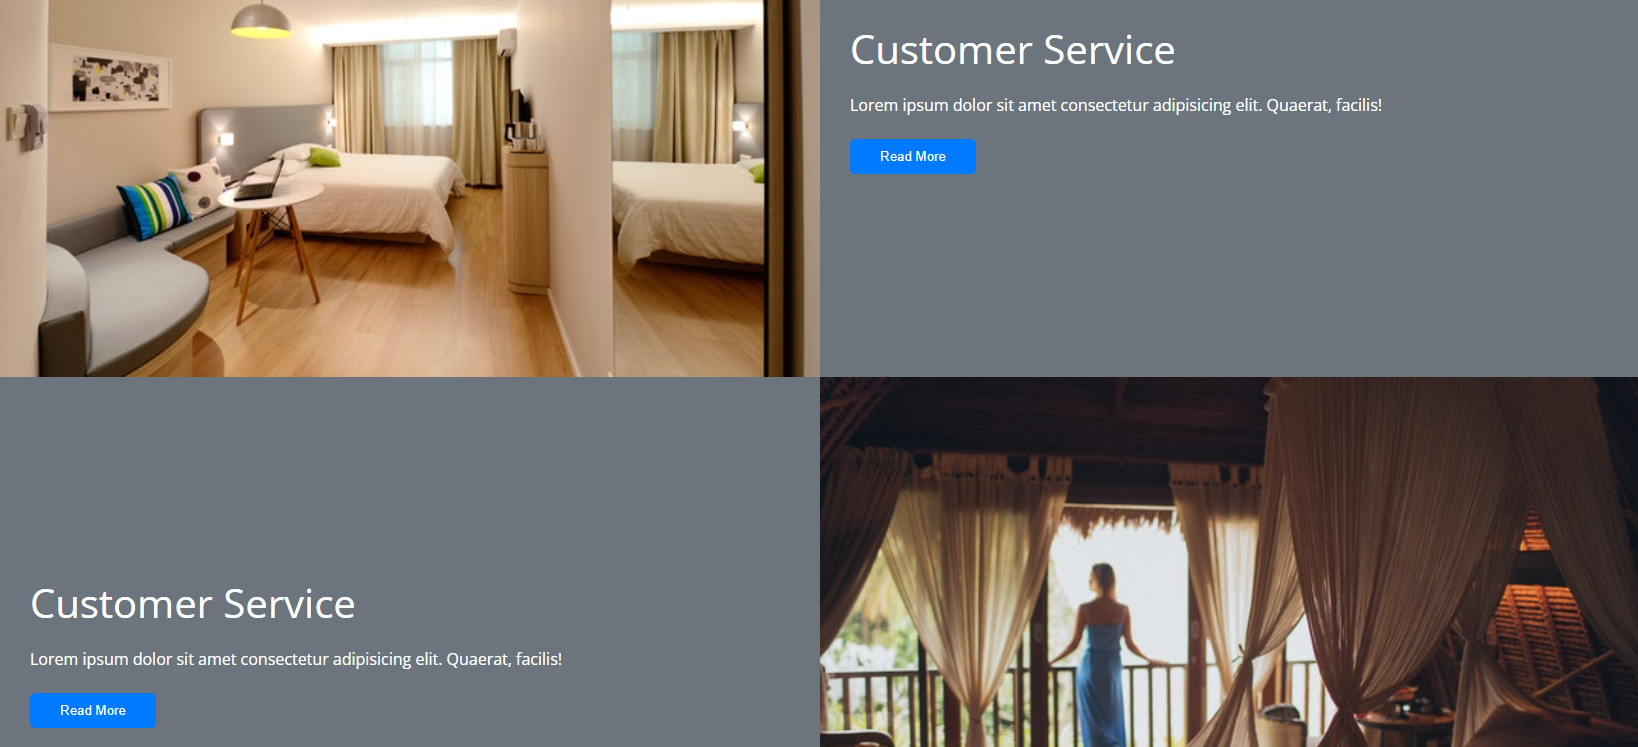 Customer Service
Lorem ipsum dolor sit amet consectetur adipisicing elit. Quaerat, facilis!
Read More
Customer Service
Lorem ipsum dolor sit amet consectetur adipisicing elit. Quaerat, facilis!
Read More